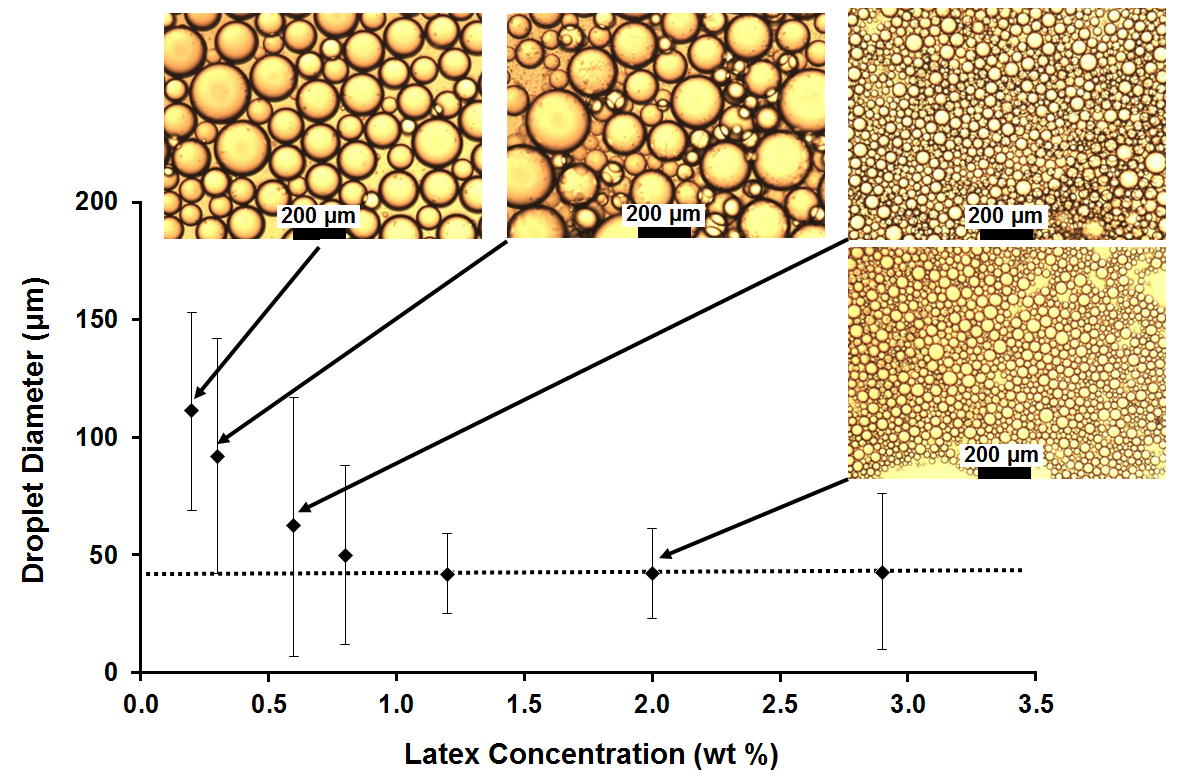 200 µm
200 µm
200 µm
200 µm
200
150
100
50
0
Droplet Diameter (µm)
0.0 0.5 1.0 1.5 2.0 2.5 3.0 3.5
Latex Concentration (wt %)